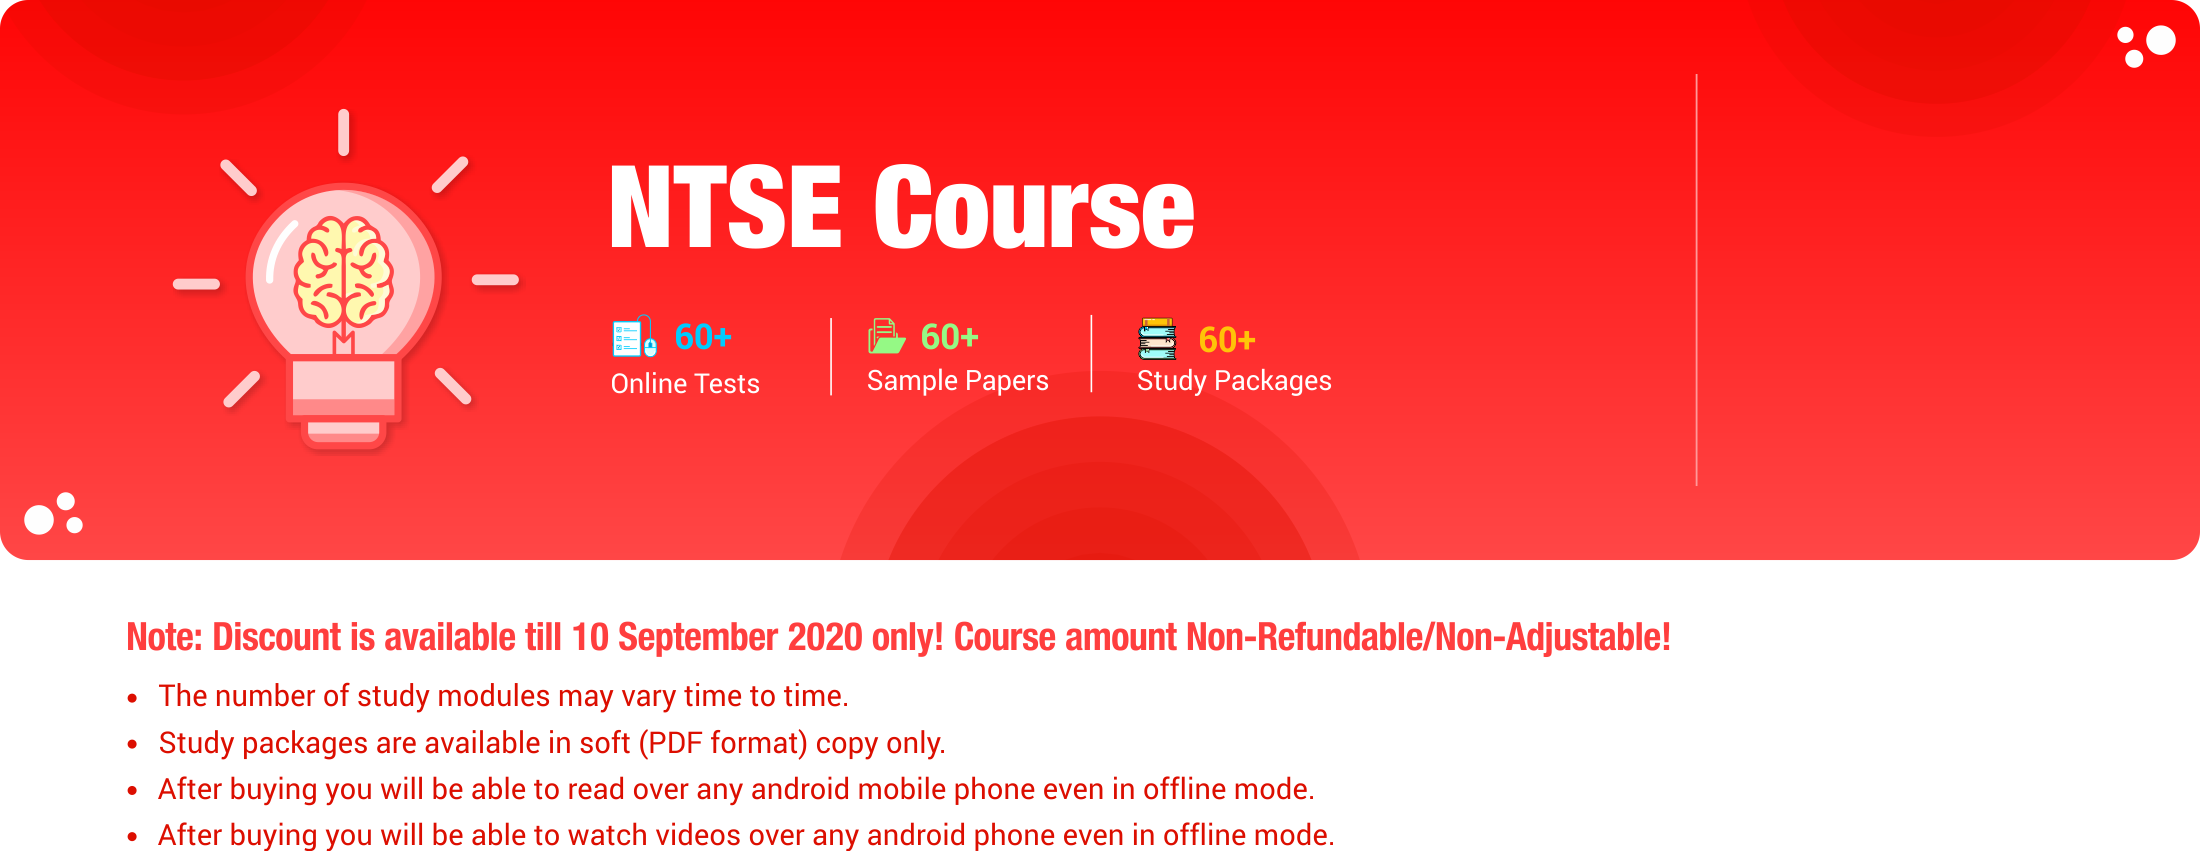 NTSE Course
60+
Online Tests
60+
Sample Papers
60+
Study Packages
Note: Discount is available till 10 September 2020 only! Course amount Non-Refundable/Non-Adjustable!
• The number of study modules may vary time to time.
• Study packages are available in soft (PDF format) copy only.
• After buying you will be able to read over any android mobile phone even in offline mode.
• After buying you will be able to watch videos over any android phone even in offline mode.